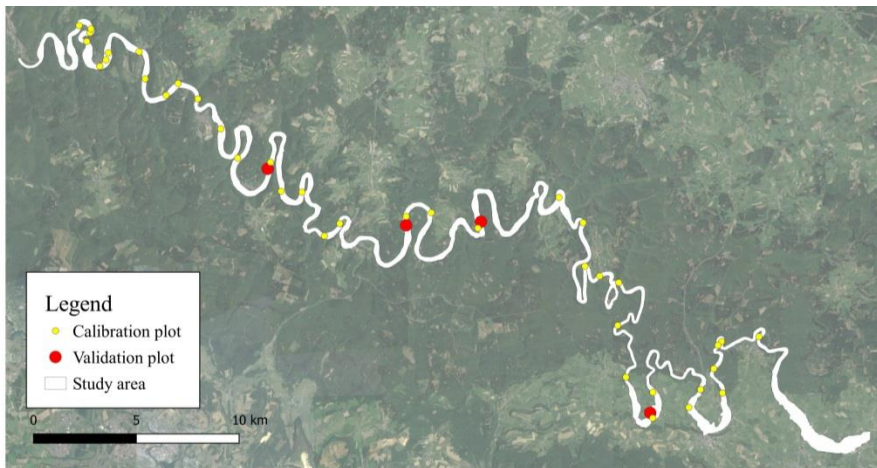 Legend
Calibration plot
Validation plot
Study area
0 5 10 km